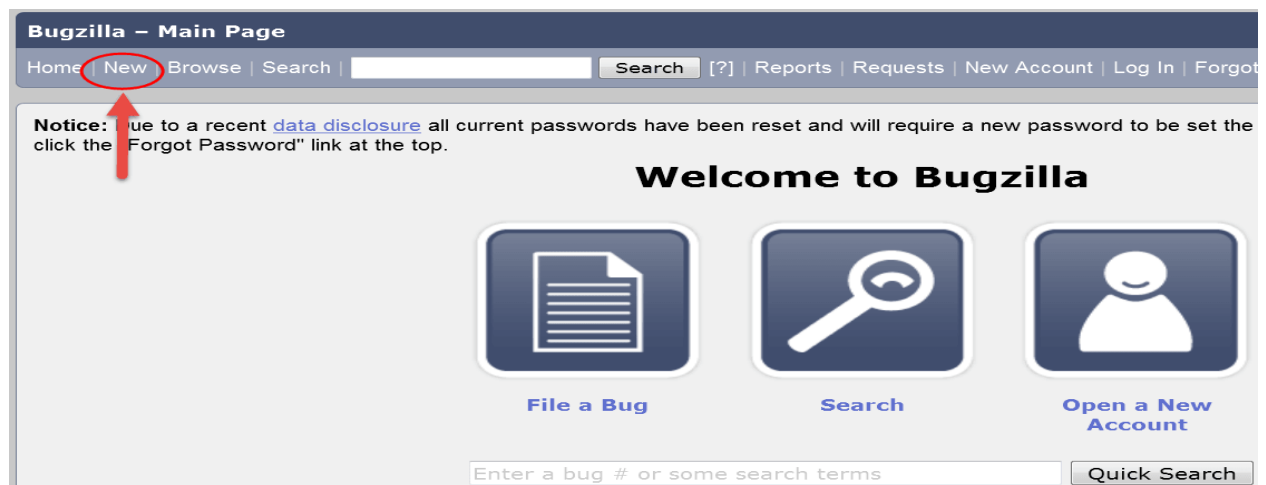 Bugzilla – Main Page
Home | New | Browse | Search | Search [?] | Reports | Requests | New Account | Log In | Forgot
Notice: Due to a recent data disclosure all current passwords have been reset and will require a new password to be set the
click the "Forgot Password" link at the top.
Welcome to Bugzilla
File a Bug Search Open a New
Account
Enter a bug # or some search terms Quick Search